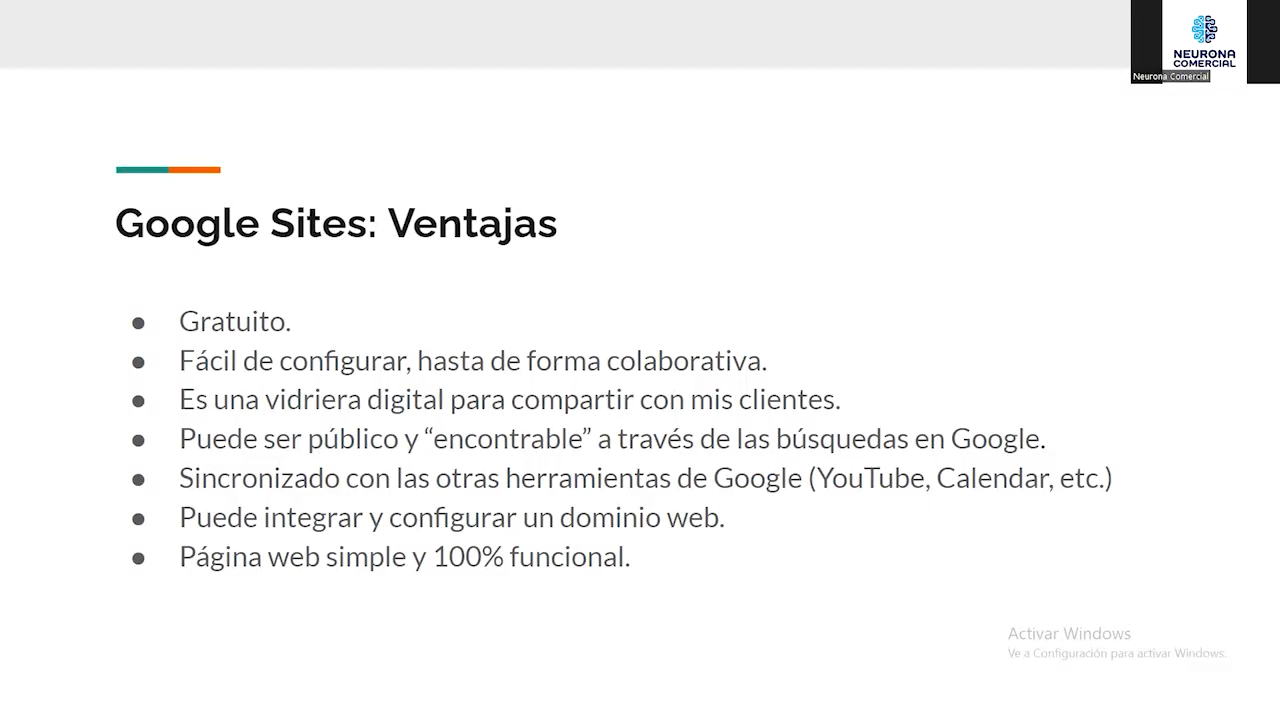 NEURONA
COMERCIAL
Neurona Comercial
Google Sites: Ventajas
● Gratuito.
● Fácil de configurar, hasta de forma colaborativa.
● Es una vidriera digital para compartir con mis clientes.
● Puede ser público y “encontrable” a través de las búsquedas en Google.
● Sincronizado con las otras herramientas de Google (YouTube, Calendar, etc.)
● Puede integrar y configurar un dominio web.
● Página web simple y 100% funcional.
Activar Windows
Ve a Configuración para activar Windows.